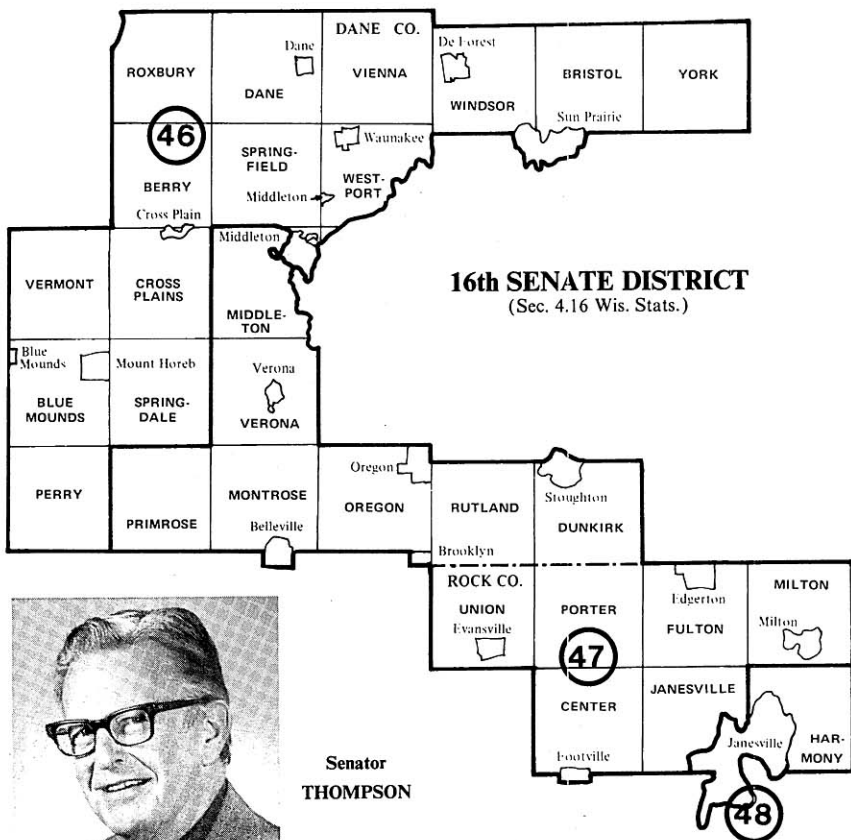 DANE CO.
Dane
De Forest
ROXBURY
DANE
VIENNA
WINDSOR
BRISTOL
YORK
Sun Prairie
46
BERRY
SPRING-
FIELD
Waunakee
WEST-
PORT
Middleton
Cross Plain
Middleton
16th SENATE DISTRICT
(Sec. 4.16 Wis. Stats.)
VERMONT
CROSS
PLAINS
MIDDLE-
TON
Blue
Mounds
Mount Horeb
Verona
BLUE
MOUNDS
SPRING-
DALE
VERONA
Oregon
Stoughton
PERRY
PRIMROSE
MONTROSE
OREGON
RUTLAND
DUNKIRK
Belleville
Brooklyn
ROCK CO.
UNION
PORTER
Edgerton
FULTON
MILTON
Milton
Evansville
47
CENTER
JANESVILLE
Janesville
HAR-
MONY
Footville
48
Senator
THOMPSON